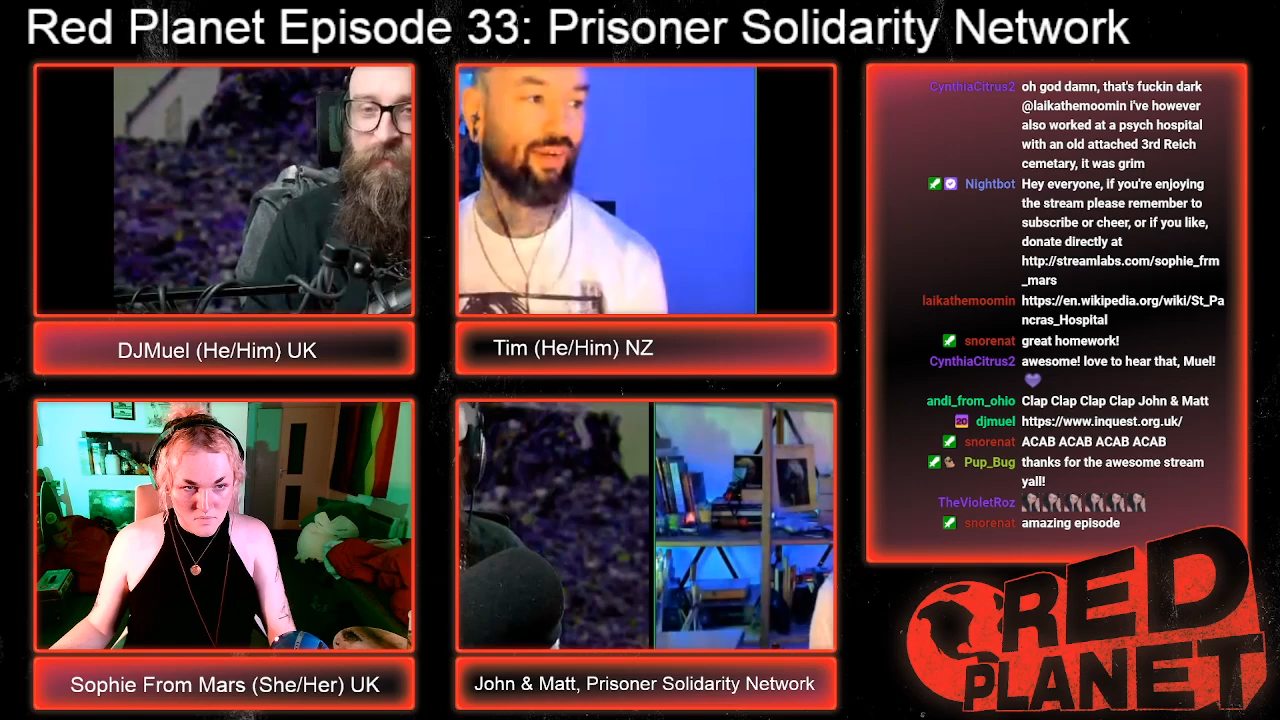 Red Planet Episode 33: Prisoner Solidarity Network
DJMuel (He/Him) UK
Tim (He/Him) NZ
Sophie From Mars (She/Her) UK
John & Matt, Prisoner Solidarity Network
CynthiaCitrus2 oh god damn, that's fuckin dark
@laikathemoomin i've however
also worked at a psych hospital
with an old attached 3rd Reich
cemetary, it was grim
Nightbot Hey everyone, if you're enjoying
the stream please remember to
subscribe or cheer, or if you like,
donate directly at
http://streamlabs.com/sophie_frm
_mars
laikathemoomin https://en.wikipedia.org/wiki/St_Pa
ncras_Hospital
snorenat great homework!
CynthiaCitrus2 awesome! love to hear that, Muel!
andi_from_ohio Clap Clap Clap Clap John & Matt
djmuel https://www.inquest.org.uk/
snorenat ACAB ACAB ACAB ACAB
Pup_Bug thanks for the awesome stream
yall!
TheVioletRoz
snorenat amazing episode
RED
PLANET